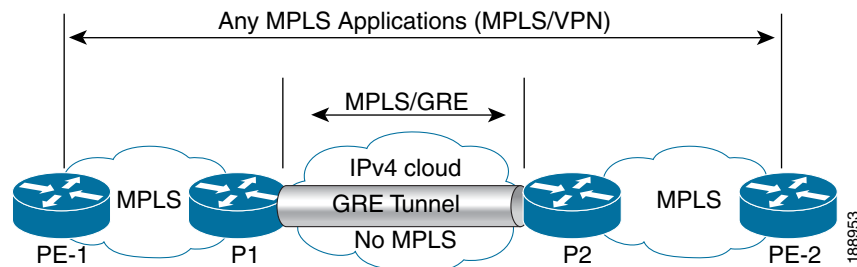 Any MPLS Applications (MPLS/VPN)
MPLS/GRE
IPv4 cloud
MPLS
GRE Tunnel
MPLS
No MPLS
PE-1
P1
P2
PE-2
188953